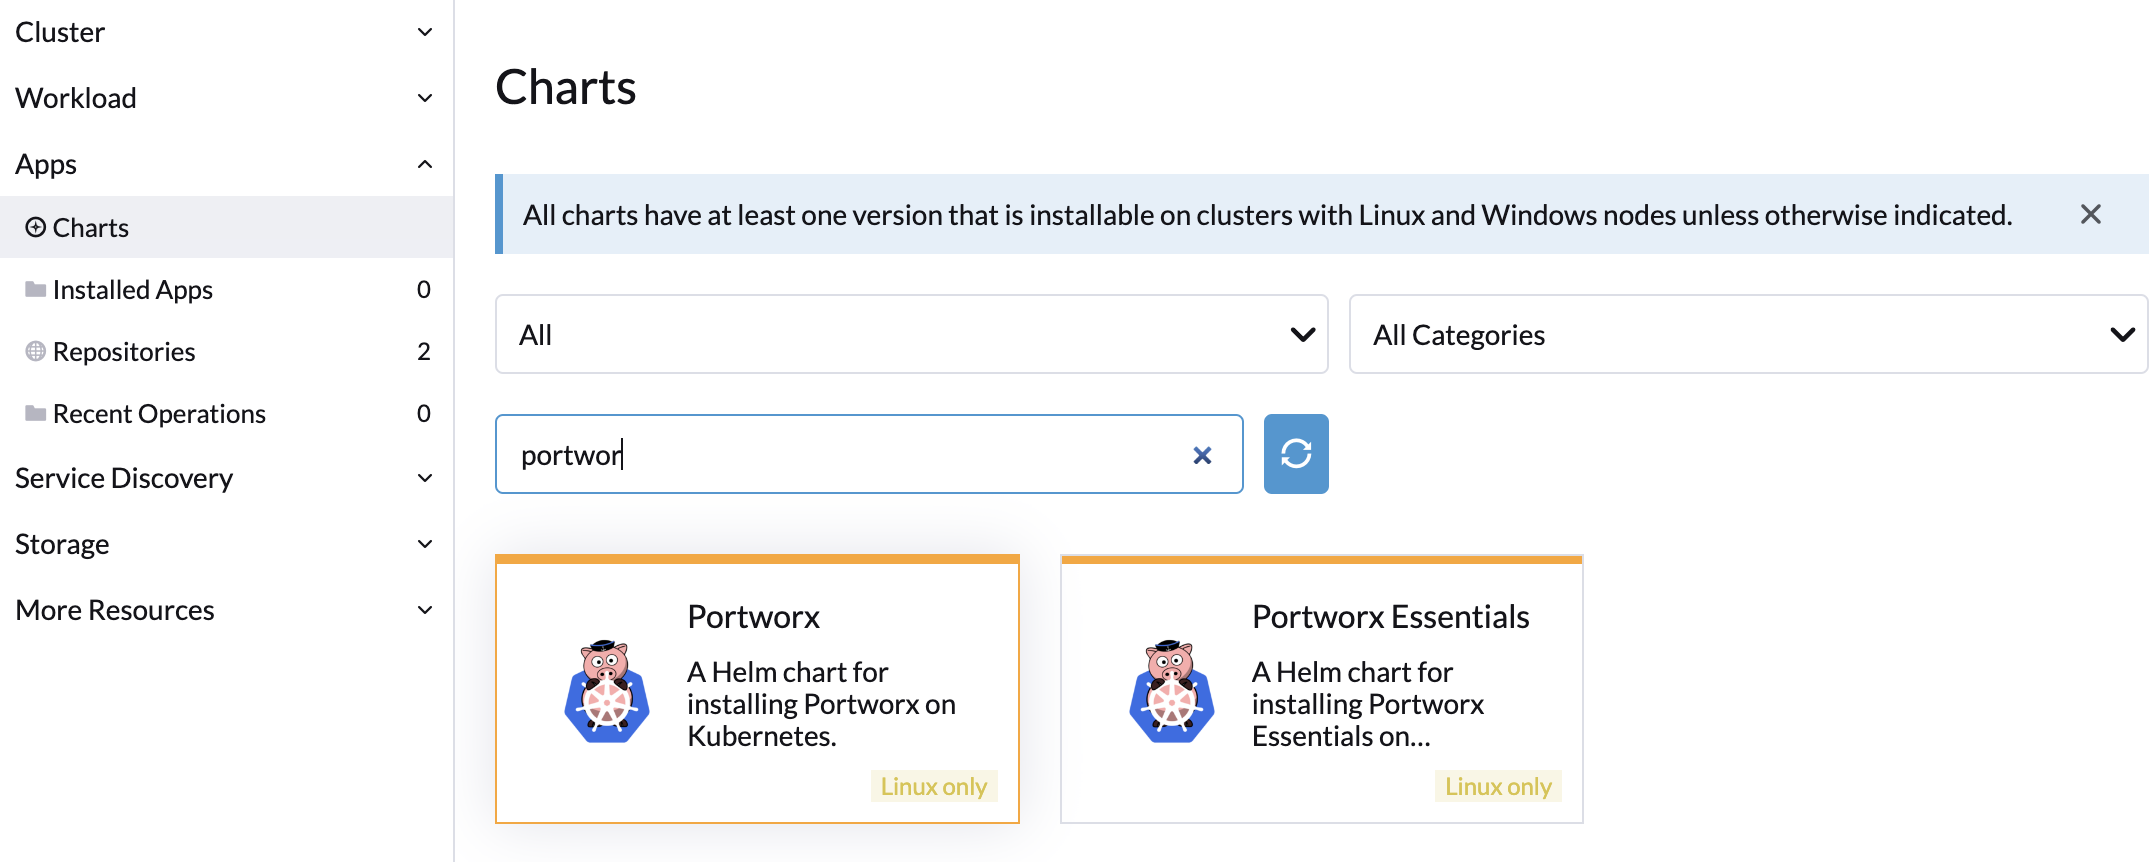 Cluster
Workload
Apps
Charts
Installed Apps 0
Repositories 2
Recent Operations 0
Service Discovery
Storage
More Resources
Charts
All charts have at least one version that is installable on clusters with Linux and Windows nodes unless otherwise indicated.
All
All Categories
portwor
Portworx
A Helm chart for
installing Portworx on
Kubernetes.
Linux only
Portworx Essentials
A Helm chart for
installing Portworx
Essentials on...
Linux only